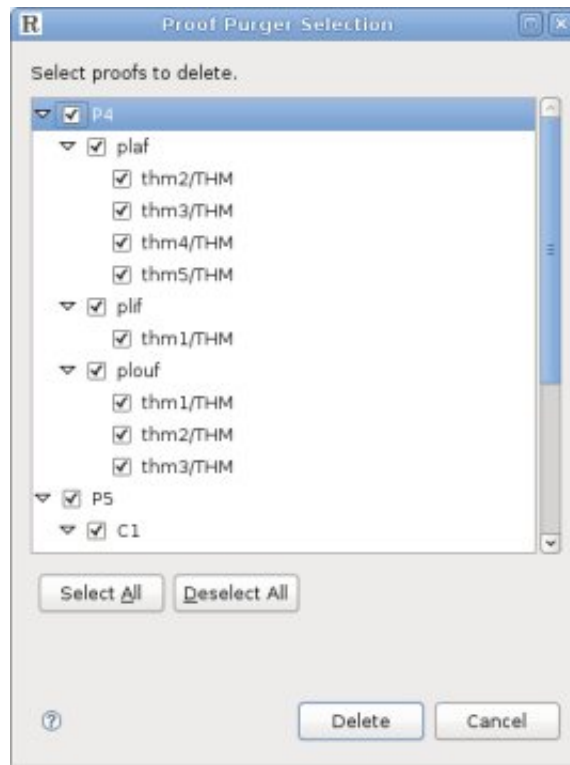 R Proof Purger Selection
Select proofs to delete.
P4
plaf
thm2/THM
thm3/THM
thm4/THM
thm5/THM
plif
thm1/THM
plouf
thm1/THM
thm2/THM
thm3/THM
P5
C1
Select All Deselect All
? Delete Cancel